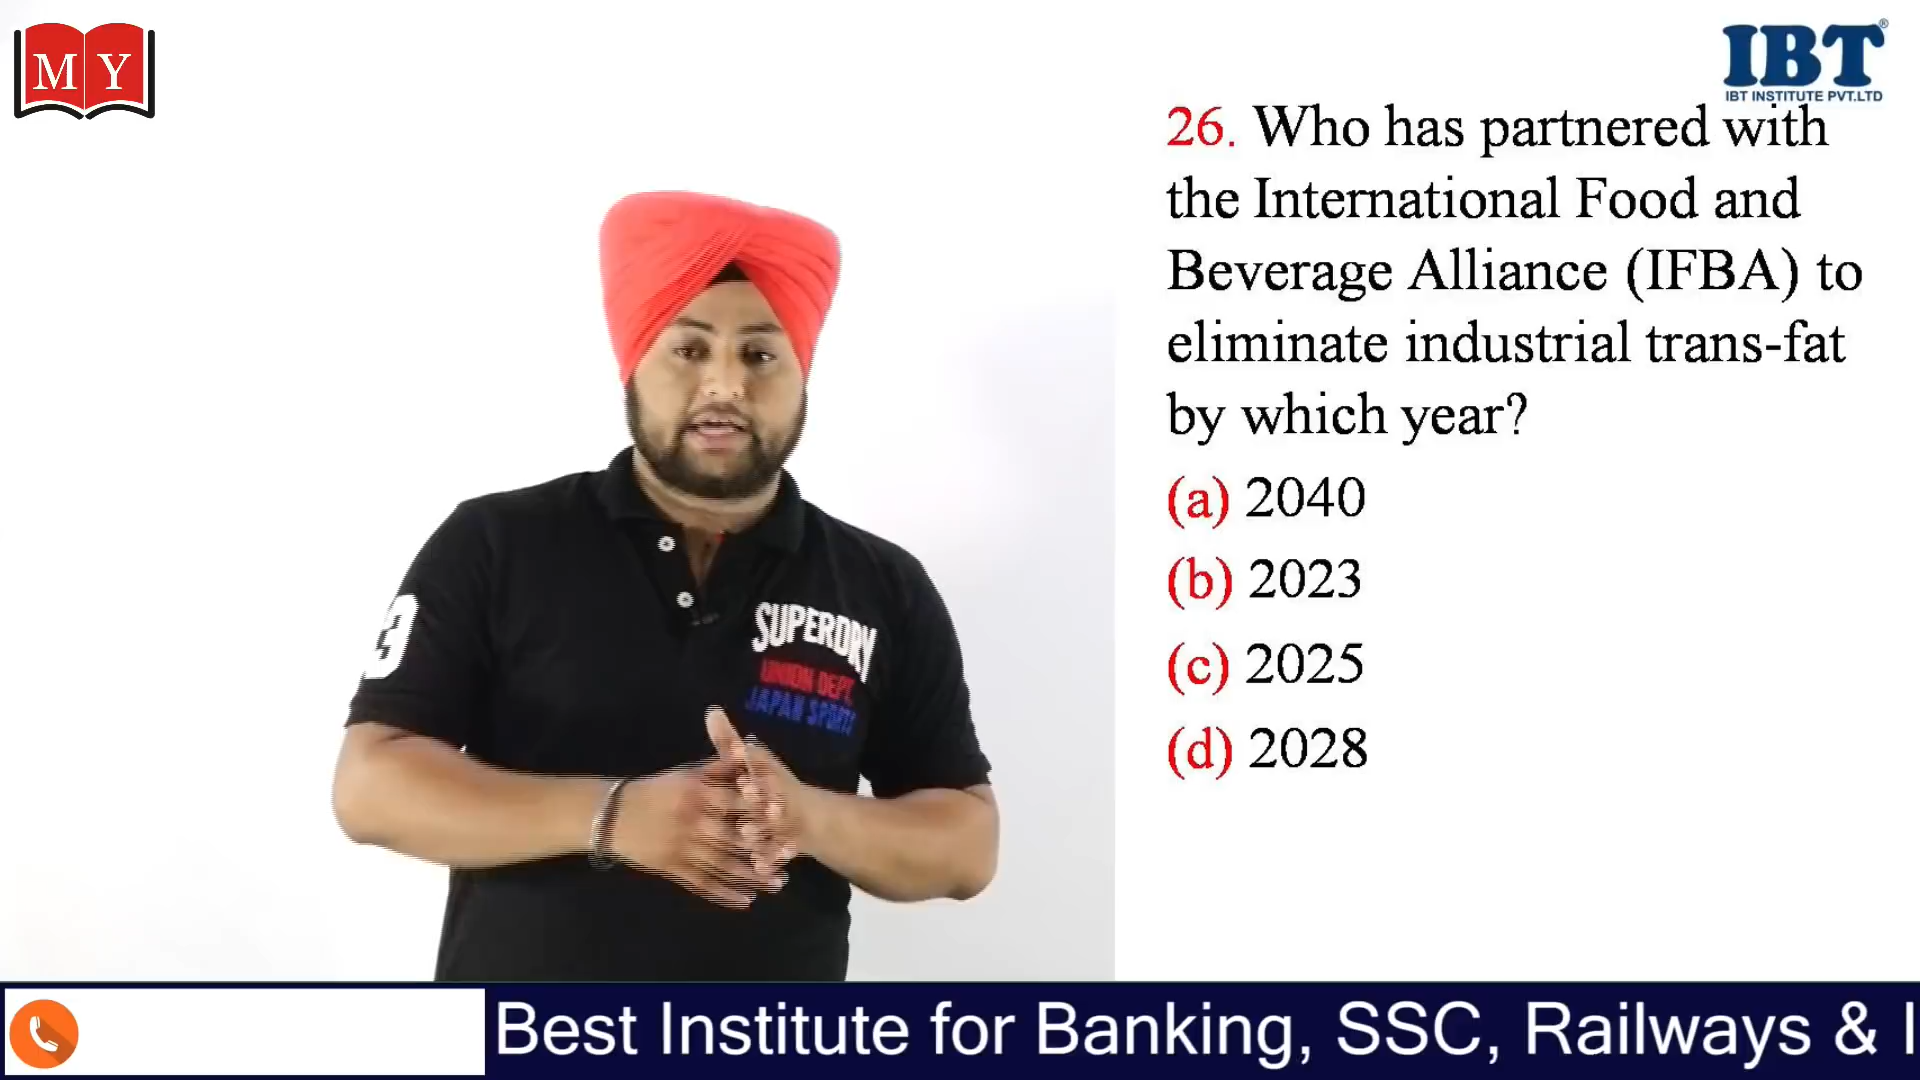 M Y
IBT®
IBT INSTITUTE PVT.LTD
26. Who has partnered with
the International Food and
Beverage Alliance (IFBA) to
eliminate industrial trans-fat
by which year?
(a) 2040
(b) 2023
(c) 2025
(d) 2028
3
SUPERDRY
UNION DEPT.
JAPAN SPORTS
Best Institute for Banking, SSC, Railways & I